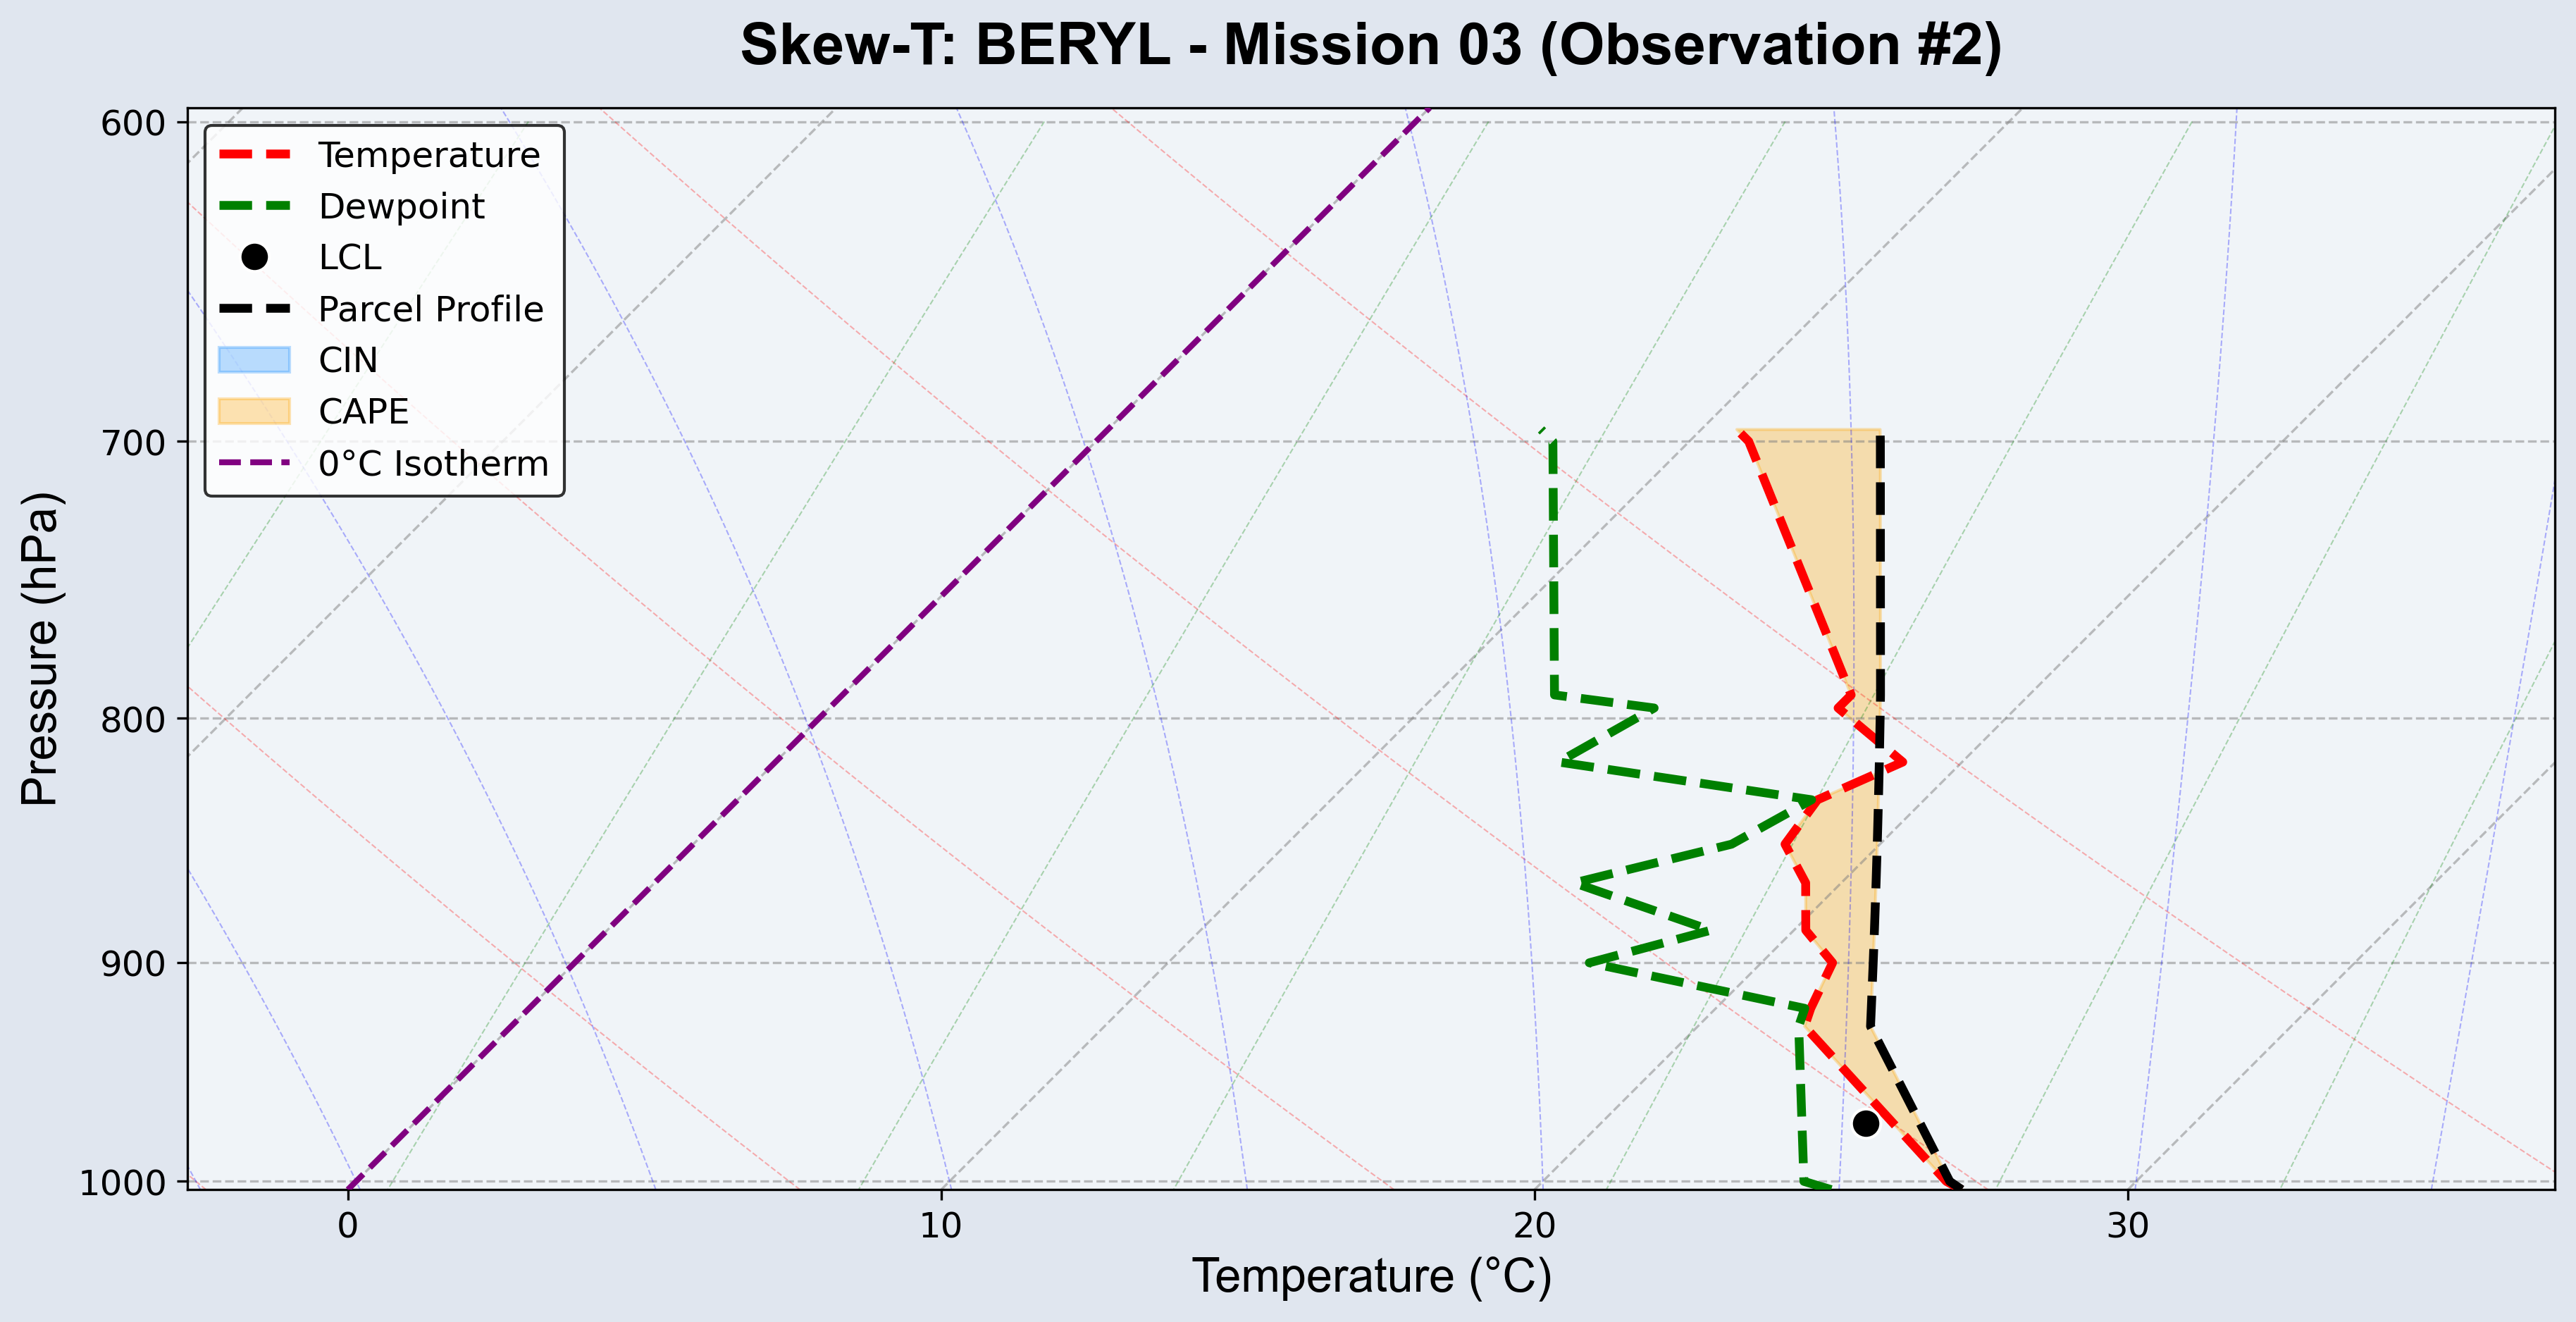 Skew-T: BERYL - Mission 03 (Observation #2)
Temperature
Dewpoint
LCL
Parcel Profile
CIN
CAPE
0°C Isotherm
Pressure (hPa)
600
700
800
900
1000
0 10 20 30
Temperature (°C)